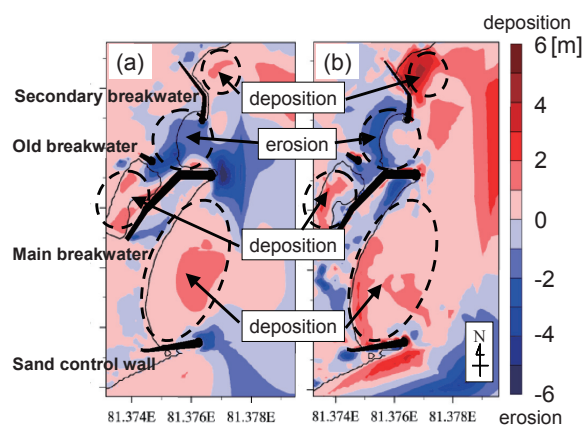 deposition
6 [m]
(a)
(b)
Secondary breakwater
deposition
4
Old breakwater
erosion
2
0
Main breakwater
deposition
-2
deposition
N
-4
Sand control wall
-6
81.374E 81.376E 81.378E 81.374E 81.376E 81.378E
erosion